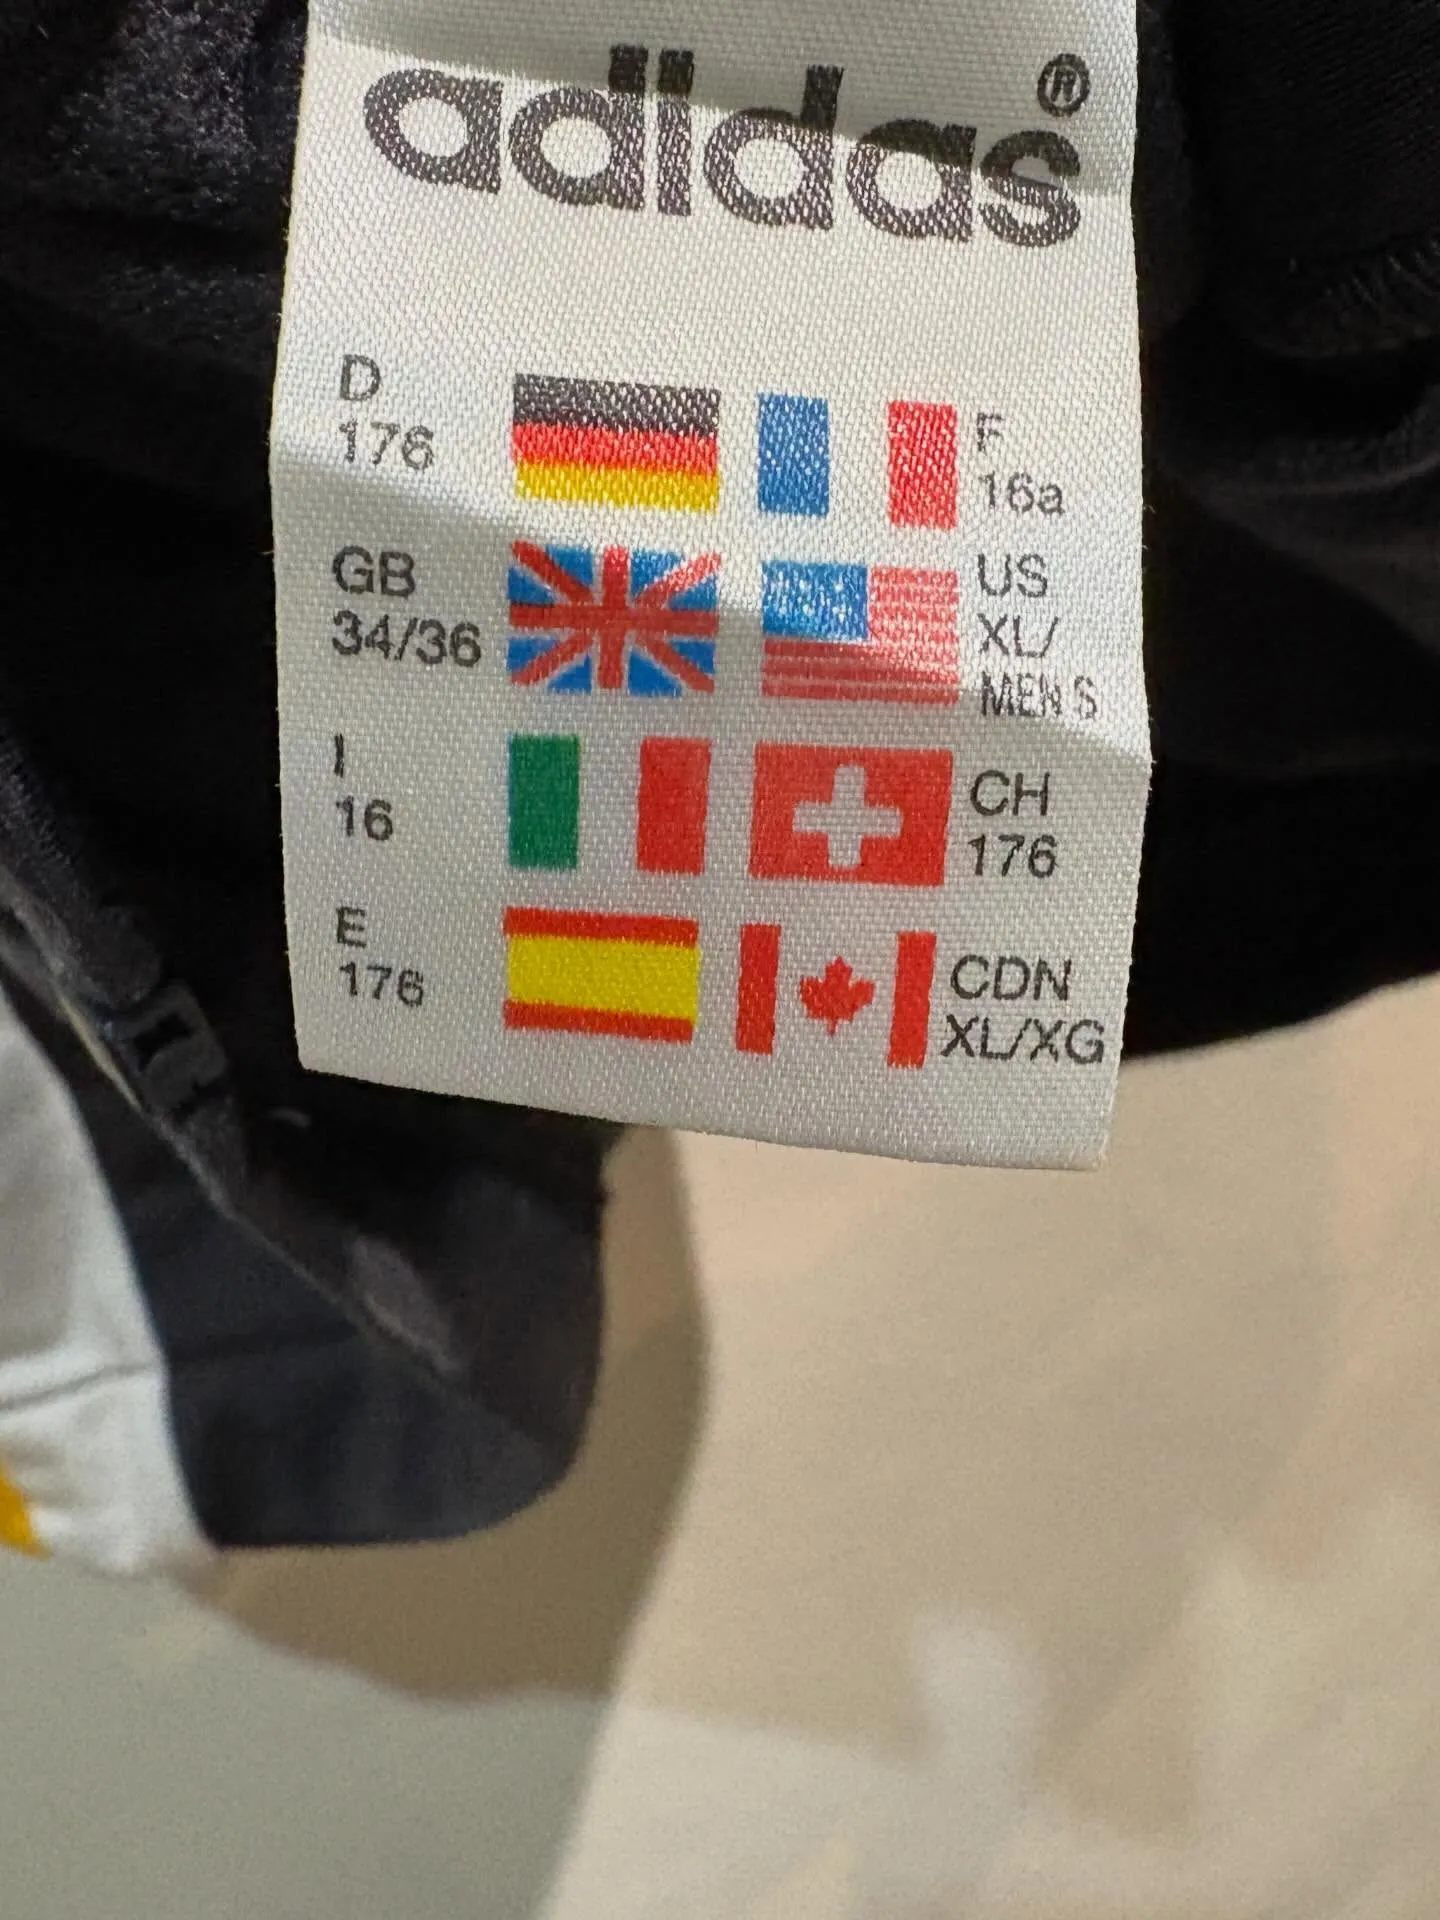 adidas ®
D
176
F
16a
GB
34/36
US
XL/
MEN S
I
16
CH
176
E
176
CDN
XL/XG